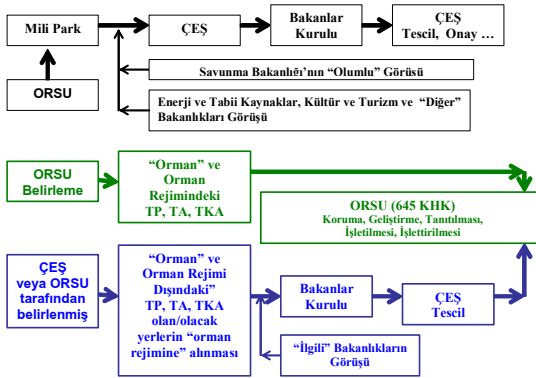 Mili Park
ÇEŞ
Bakanlar
Kurulu
ÇEŞ
Tescil, Onay …
ORSU
Savunma Bakanlığı’nın “Olumlu” Görüsü
Enerji ve Tabii Kaynaklar, Kültür ve Turizm ve “Diğer”
Bakanlıkları Görüşü
ORSU
Belirleme
“Orman” ve
Orman
Rejimindeki
TP, TA, TKA
ORSU (645 KHK)
Koruma, Geliştirme, Tanıtılması,
İşletilmesi, İşlettirilmesi
ÇEŞ
veya ORSU
tarafından
belirlenmiş
“Orman” ve
Orman Rejimi
Dışındaki”
TP, TA, TKA
olan/olacak
yerlerin “orman
rejimine” alınması
Bakanlar
Kurulu
ÇEŞ
Tescil
“İlgili” Bakanlıkların
Görüşü